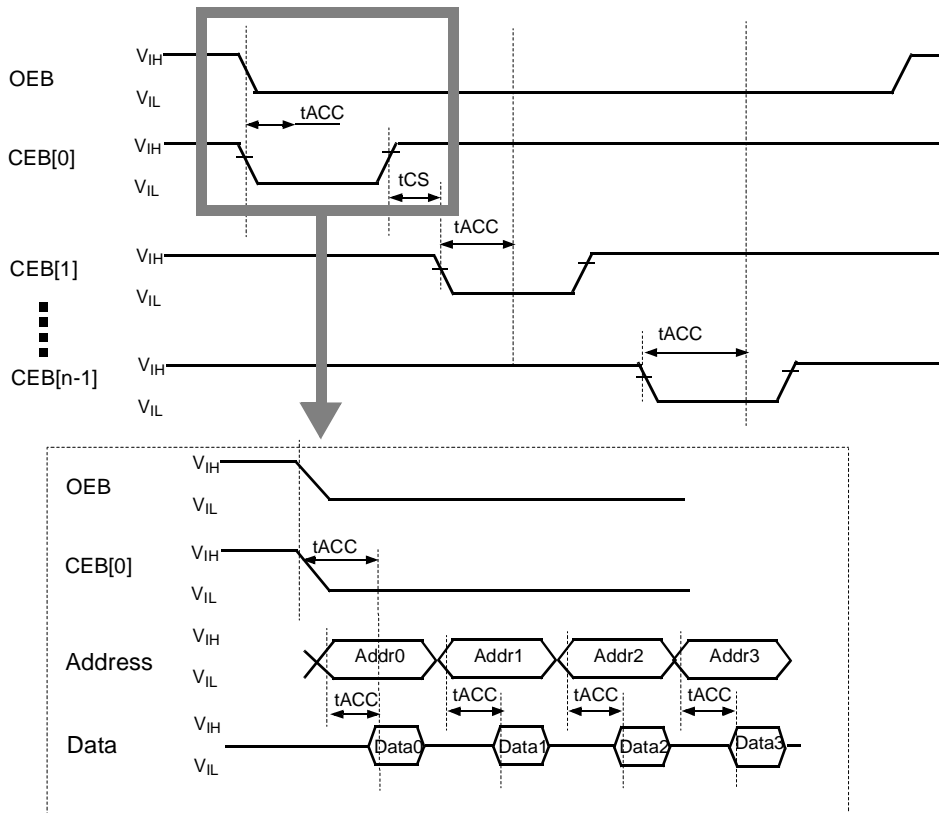 OEB
VIH
VIL
tACC
CEB[0]
VIH
VIL
tCS
tACC
CEB[1]
VIH
VIL
tACC
CEB[n-1]
VIH
VIL
OEB
VIH
VIL
CEB[0]
VIH
tACC
VIL
Address
VIH
VIL
Addr0 Addr1 Addr2 Addr3
tACC tACC tACC tACC
Data
VIH
VIL
Data0 Data1 Data2 Data3